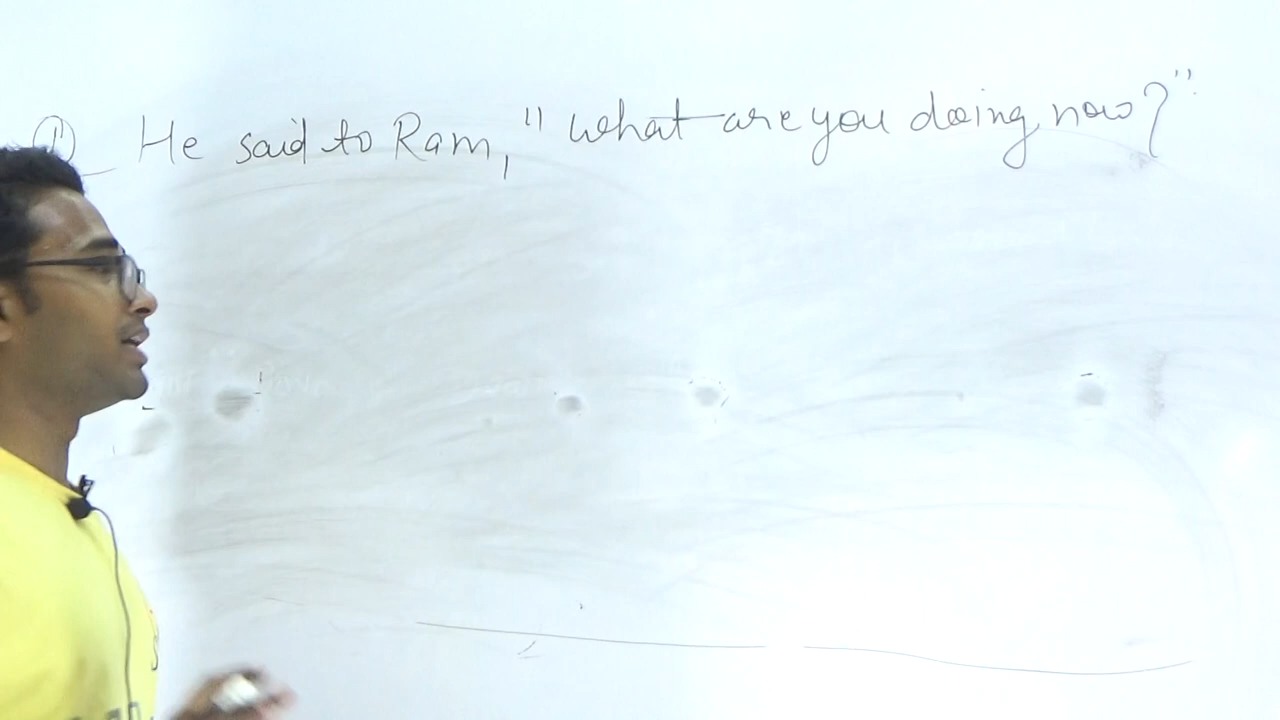 ① He said to Ram, "what are you doing now?"